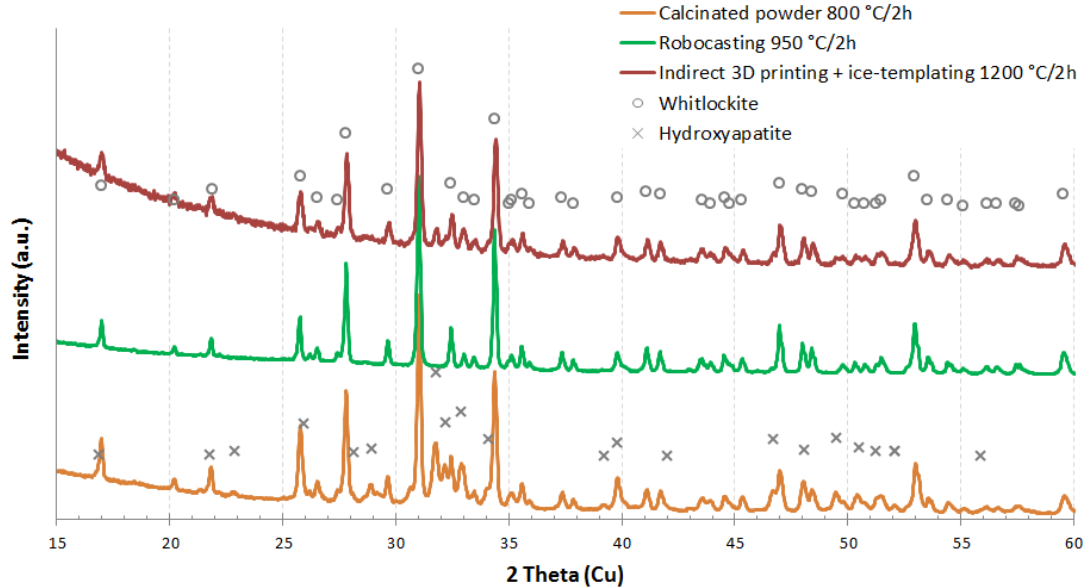 Calcinated powder 800 °C/2h
Robocasting 950 °C/2h
Indirect 3D printing + ice-templating 1200 °C/2h
Whitlockite
Hydroxyapatite
Intensity (a.u.)
15 20 25 30 35 40 45 50 55 60
2 Theta (Cu)